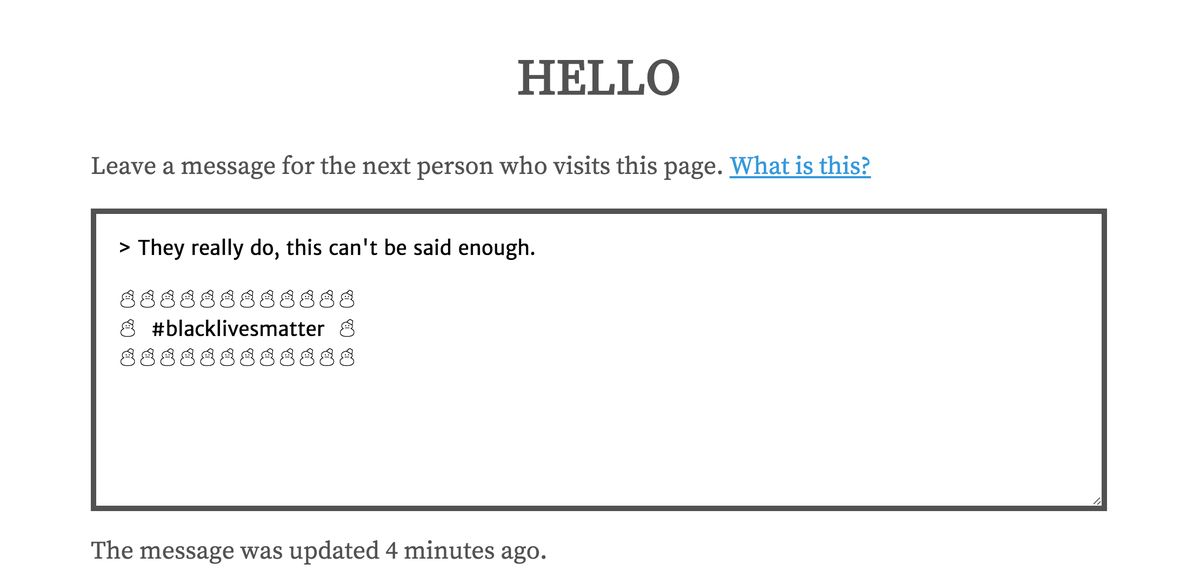 HELLO
Leave a message for the next person who visits this page. What is this?
> They really do, this can't be said enough.
⛄⛄⛄⛄⛄⛄⛄⛄⛄⛄⛄⛄
⛄ #blacklivesmatter ⛄
⛄⛄⛄⛄⛄⛄⛄⛄⛄⛄⛄⛄
The message was updated 4 minutes ago.